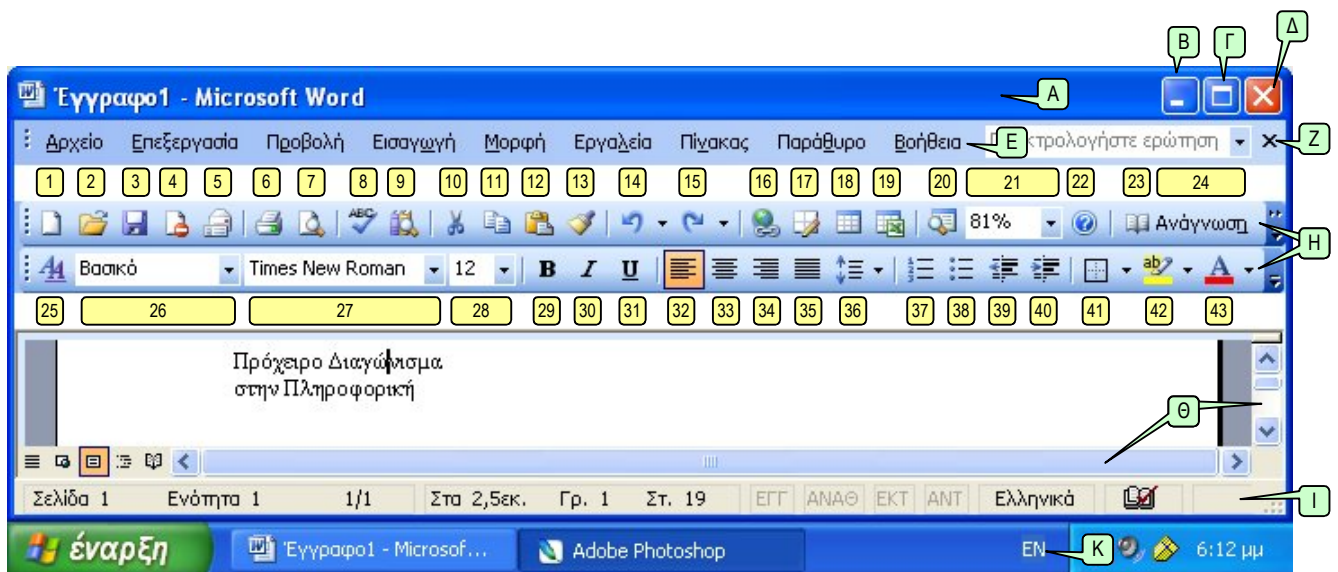 Β Γ Δ
Έγγραφο1 - Microsoft Word Α
Αρχείο Επεξεργασία Προβολή Εισαγωγή Μορφή Εργαλεία Πίνακας Παράθυρο Βοήθεια Ε κτρολογήστε ερώτηση Ζ
1 2 3 4 5 6 7 8 9 10 11 12 13 14 15 16 17 18 19 20 21 22 23 24
ABC 81% Ανάγνωση
Η
Βασικό Times New Roman 12 B I U ab A
25 26 27 28 29 30 31 32 33 34 35 36 37 38 39 40 41 42 43
Πρόχειρο Διαγώνισμα
στην Πληροφορική
Θ
Σελίδα 1 Ενότητα 1 1/1 Στα 2,5εκ. Γρ. 1 Στ. 19 ΕΓΓ ΑΝΑΘ ΕΚΤ ΑΝΤ Ελληνικά Ι
έναρξη Έγγραφο1 - Microsof... Adobe Photoshop EN Κ 6:12 μμ